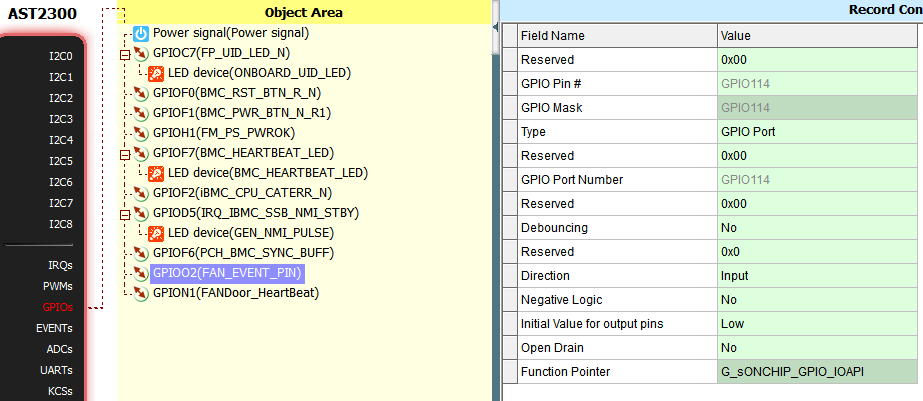 AST2300
I2C0
I2C1
I2C2
I2C3
I2C4
I2C5
I2C6
I2C7
I2C8
IRQs
PWMs
GPIOs
EVENTs
ADCs
UARTs
KCSs
Object Area
Power signal(Power signal)
GPIOC7(FP_UID_LED_N)
LED device(ONBOARD_UID_LED)
GPIOF0(BMC_RST_BTN_R_N)
GPIOF1(BMC_PWR_BTN_N_R1)
GPIOH1(FM_PS_PWROK)
GPIOF7(BMC_HEARTBEAT_LED)
LED device(BMC_HEARTBEAT_LED)
GPIOF2(iBMC_CPU_CATERR_N)
GPIOD5(IRQ_IBMC_SSB_NMI_STBY)
LED device(GEN_NMI_PULSE)
GPIOF6(PCH_BMC_SYNC_BUFF)
GPIOO2(FAN_EVENT_PIN)
GPION1(FANDoor_HeartBeat)
Record Con
Field Name Value
Reserved 0x00
GPIO Pin # GPIO114
GPIO Mask GPIO114
Type GPIO Port
Reserved 0x00
GPIO Port Number GPIO114
Reserved 0x00
Debouncing No
Reserved 0x0
Direction Input
Negative Logic No
Initial Value for output pins Low
Open Drain No
Function Pointer G_sONCHIP_GPIO_IOAPI